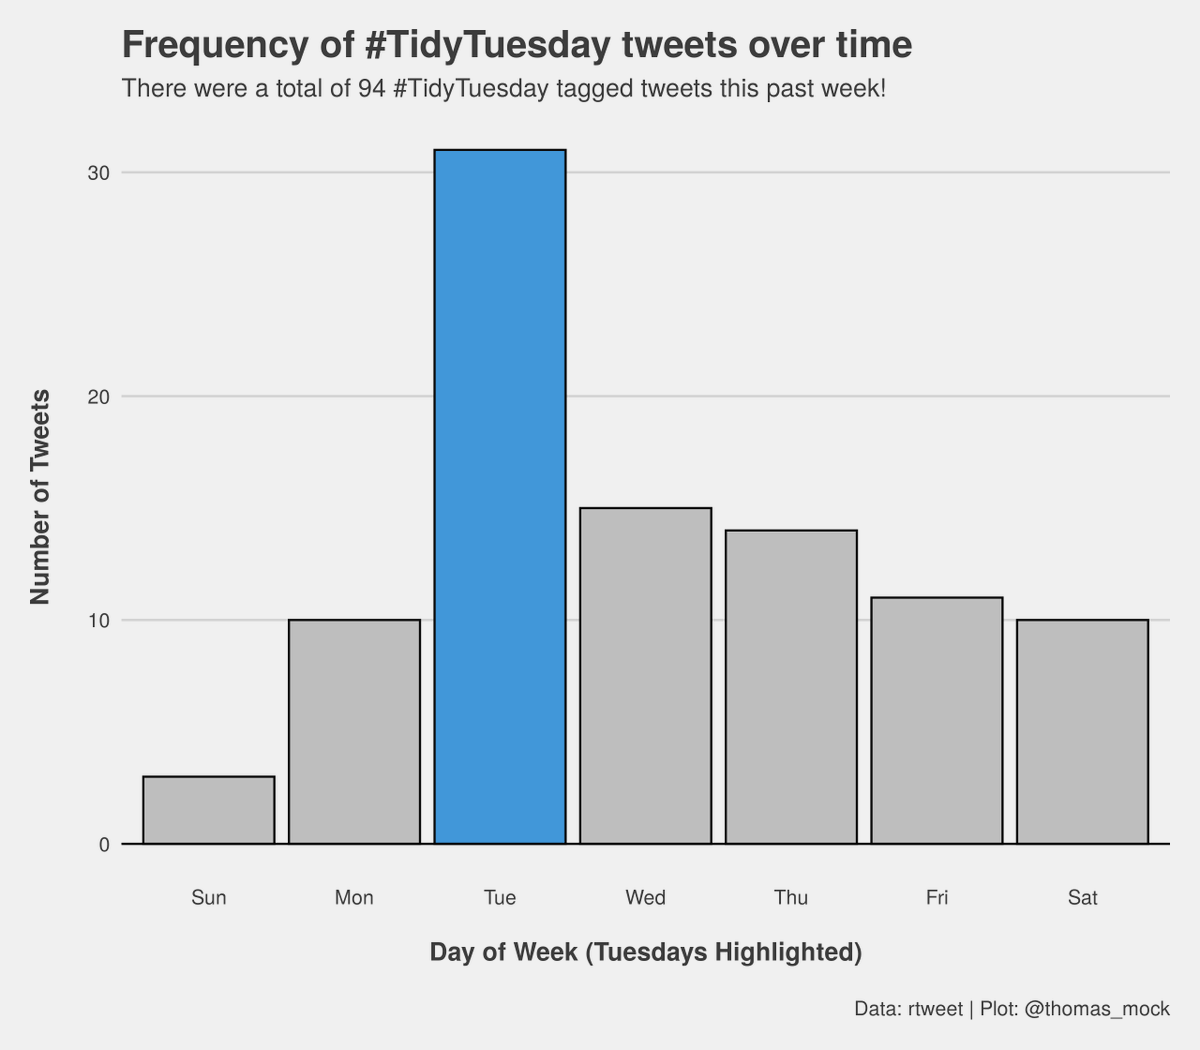 Frequency of #TidyTuesday tweets over time
There were a total of 94 #TidyTuesday tagged tweets this past week!
Number of Tweets
30
20
10
0
Sun Mon Tue Wed Thu Fri Sat
Day of Week (Tuesdays Highlighted)
Data: rtweet | Plot: @thomas_mock